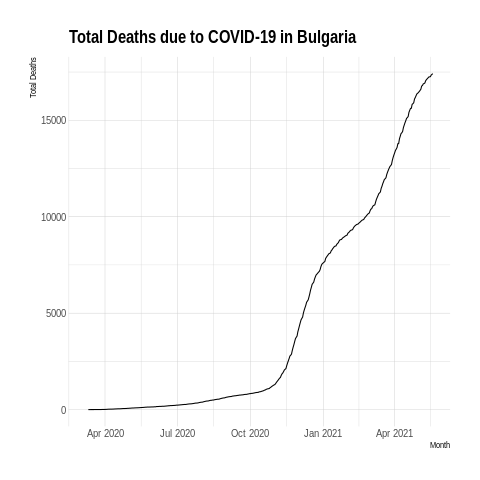 Total Deaths due to COVID-19 in Bulgaria
Total Deaths
15000
10000
5000
0
Apr 2020 Jul 2020 Oct 2020 Jan 2021 Apr 2021
Month